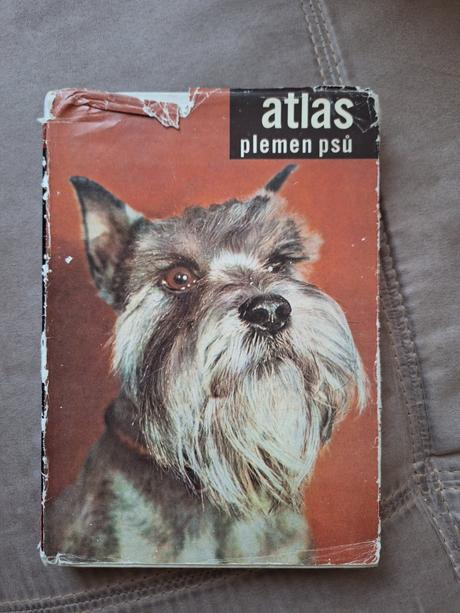 atlas
plemen psů